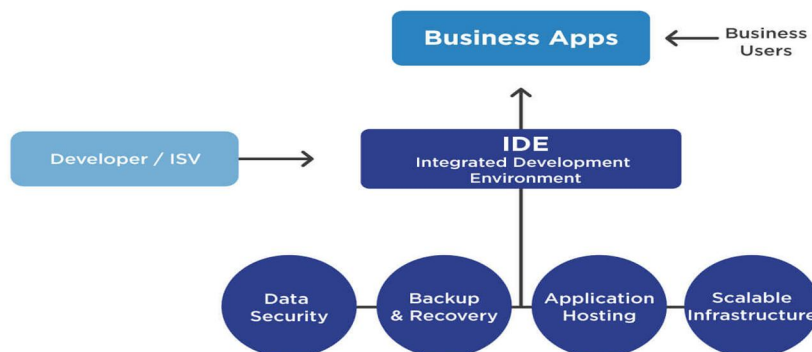 Business Apps
Business
Users
Developer / ISV
IDE
Integrated Development
Environment
Data
Security
Backup
& Recovery
Application
Hosting
Scalable
Infrastructure